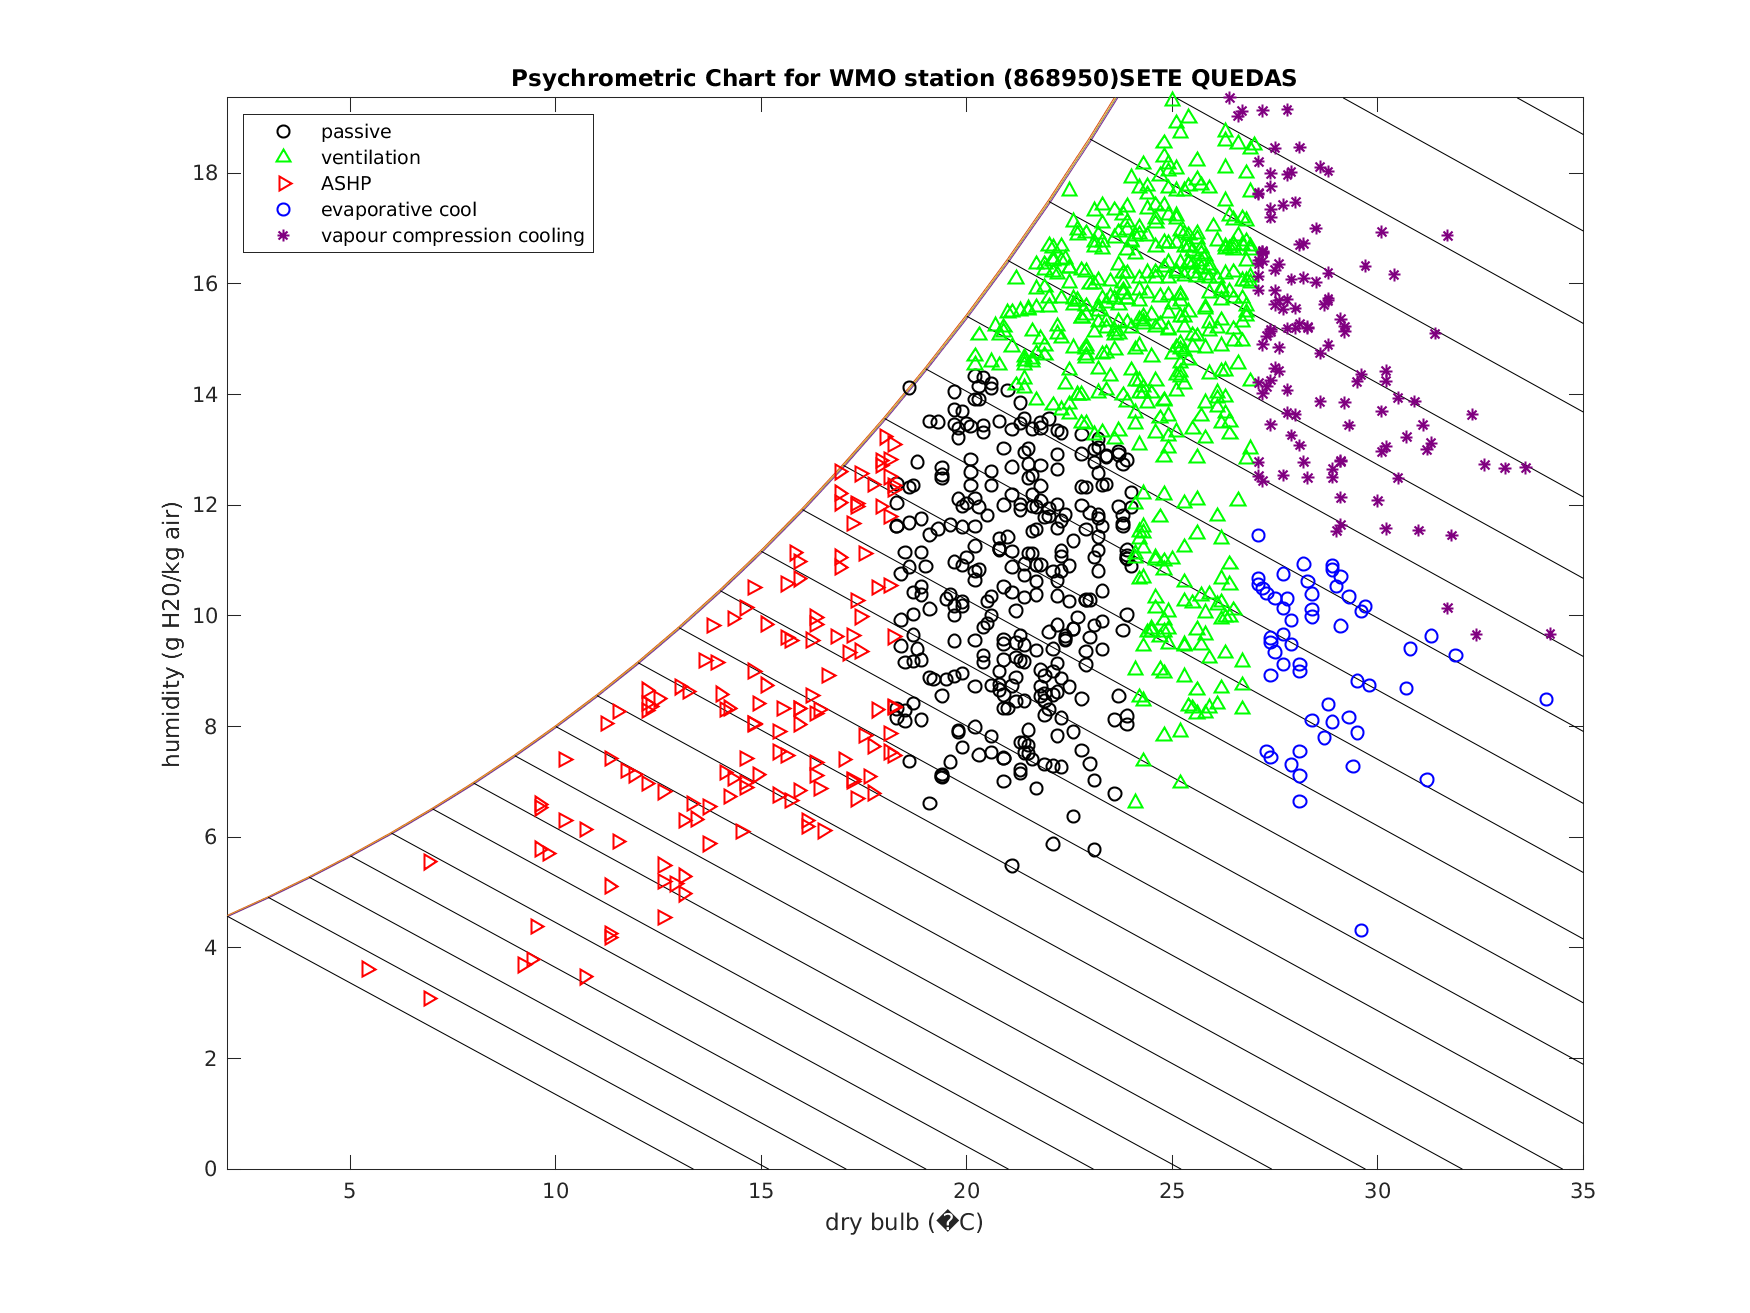 Psychrometric Chart for WMO station (868950)SETE QUEDAS
passive
ventilation
ASHP
evaporative cool
vapour compression cooling
humidity (g H20/kg air)
18
16
14
12
10
8
6
4
2
0
5 10 15 20 25 30 35
dry bulb (�C)